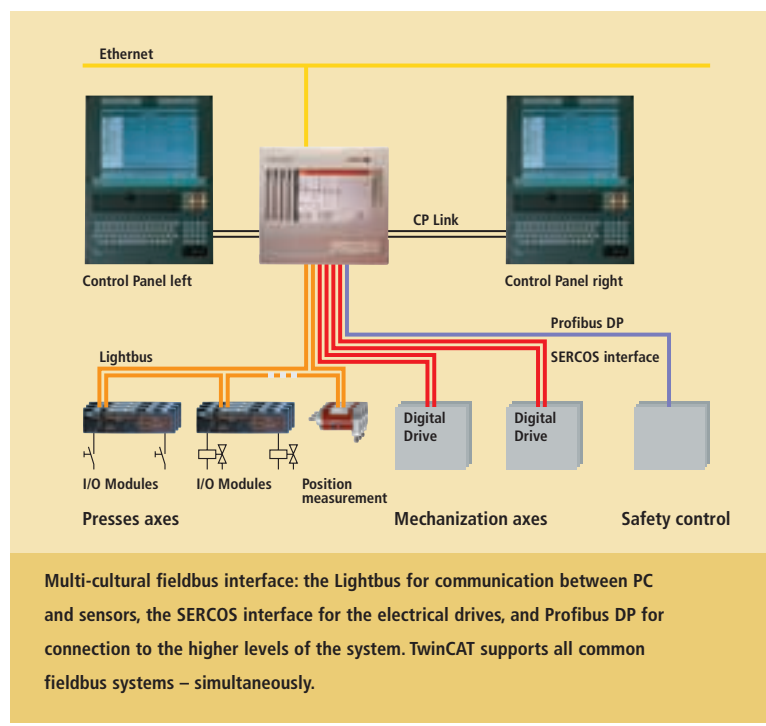 Ethernet
CP Link
Control Panel left
Control Panel right
Profibus DP
Lightbus
SERCOS interface
Digital
Drive
Digital
Drive
I/O Modules
I/O Modules
Position
measurement
Presses axes
Mechanization axes
Safety control
Multi-cultural fieldbus interface: the Lightbus for communication between PC
and sensors, the SERCOS interface for the electrical drives, and Profibus DP for
connection to the higher levels of the system. TwinCAT supports all common
fieldbus systems – simultaneously.